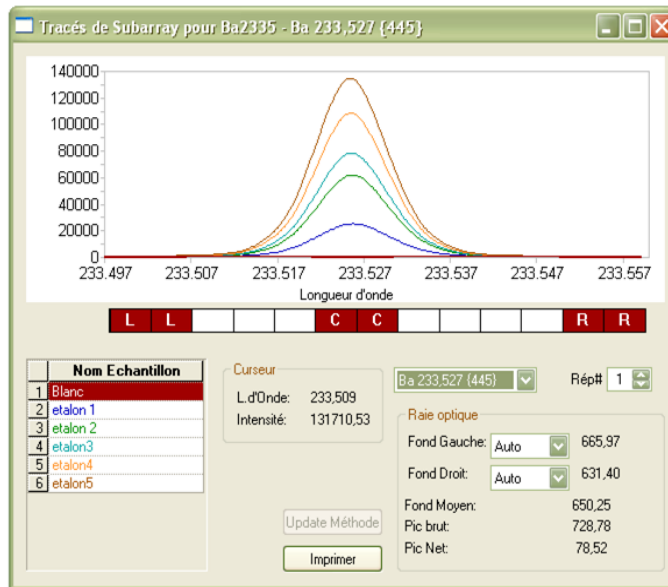 Tracés de Subarray pour Ba2335 - Ba 233,527 {445}
140000
120000
100000
80000
60000
40000
20000
0
233.497 233.507 233.517 233.527 233.537 233.547 233.557
Longueur d'onde
L L C C R R
Nom Echantillon
1 Blanc
2 etalon 1
3 etalon 2
4 etalon3
5 etalon4
6 etalon5
Curseur
L.d'Onde: 233,509
Intensité: 131710,53
Update Méthode
Imprimer
Ba 233,527 {445} Rép# 1
Raie optique
Fond Gauche: Auto 665,97
Fond Droit: Auto 631,40
Fond Moyen: 650,25
Pic brut: 728,78
Pic Net: 78,52